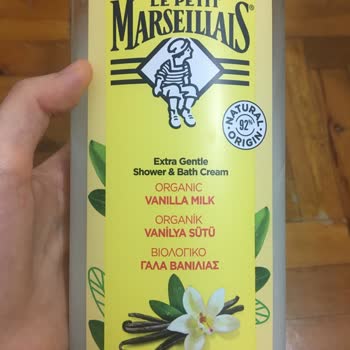 LE PETIT
MARSEILLAIS®
NATURAL
92%
ORIGIN
Extra Gentle
Shower & Bath Cream
ORGANIC
VANILLA MILK
ORGANİK
VANİLYA SÜTÜ
ΒΙΟΛΟΓΙΚΟ
ΓΑΛΑ ΒΑΝΙΛΙΑΣ